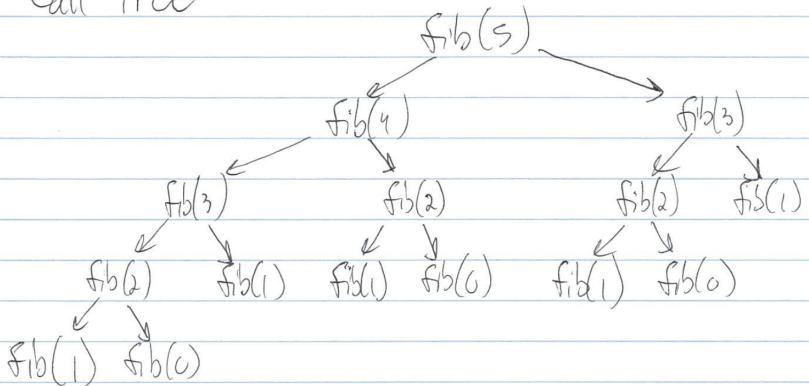 Call Tree
fib(5)
fib(4) fib(3)
fib(3) fib(2) fib(2) fib(1)
fib(2) fib(1) fib(1) fib(0) fib(1) fib(0)
fib(1) fib(0)